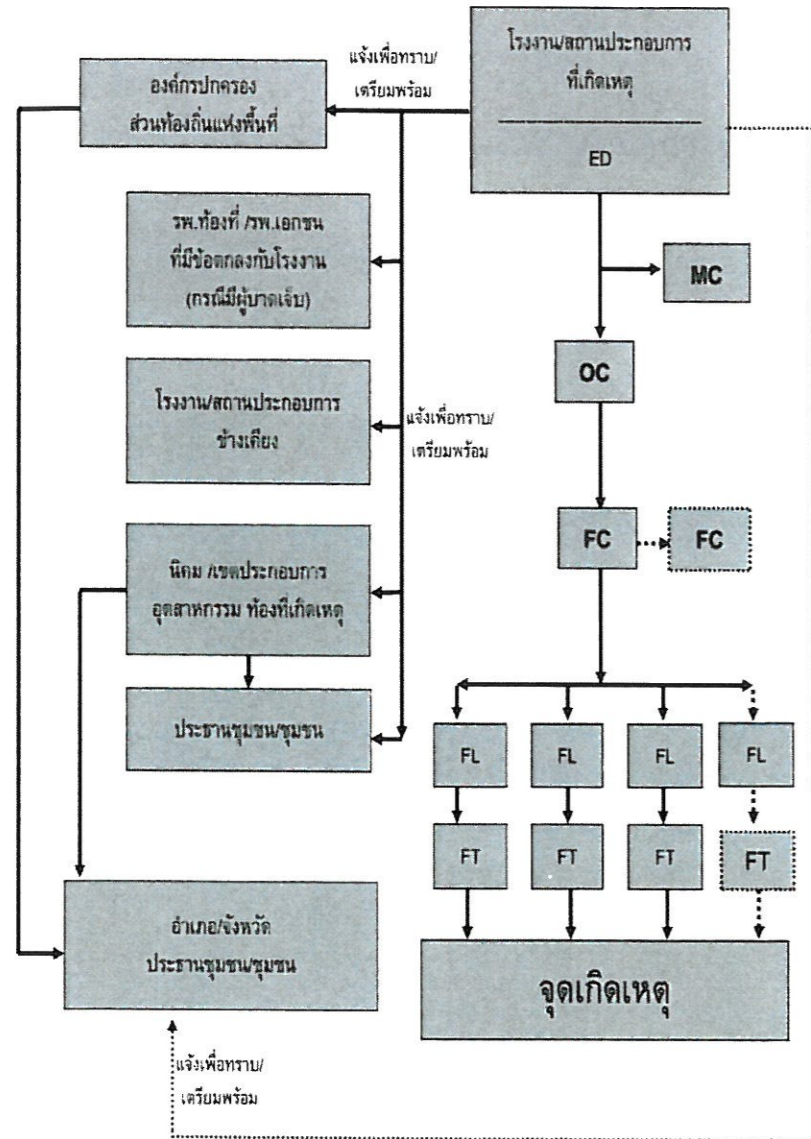 โรงงาน/สถานประกอบการ
ที่เกิดเหตุ
ED
แจ้งเพื่อทราบ/
เตรียมพร้อม
องค์กรปกครอง
ส่วนท้องถิ่นแห่งพื้นที่
รพ.ท้องที่ /รพ.เอกชน
ที่มีข้อตกลงกับโรงงาน
(กรณีมีผู้บาดเจ็บ)
MC
OC
โรงงาน/สถานประกอบการ
ข้างเคียง
แจ้งเพื่อทราบ/
เตรียมพร้อม
FC
FC
นิคม /เขตประกอบการ
อุตสาหกรรม ท้องที่เกิดเหตุ
ประธานชุมชน/ชุมชน
FL
FL
FL
FL
FT
FT
FT
FT
อำเภอ/จังหวัด
ประธานชุมชน/ชุมชน
จุดเกิดเหตุ
แจ้งเพื่อทราบ/
เตรียมพร้อม